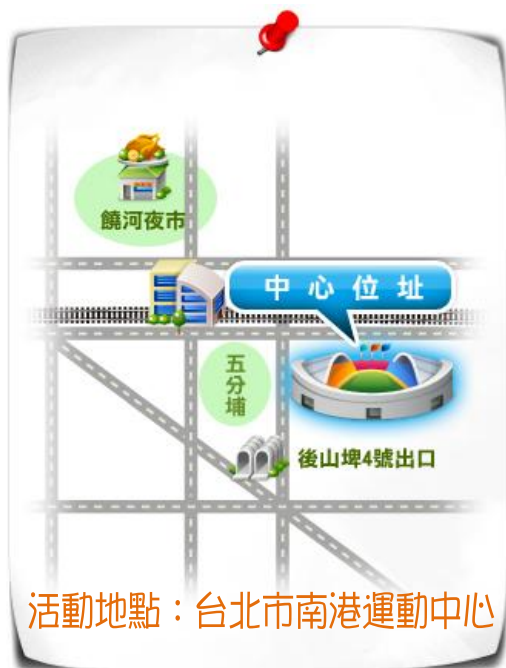 饒河夜市
中心位址
五分埔
後山埤4號出口
活動地點：台北市南港運動中心